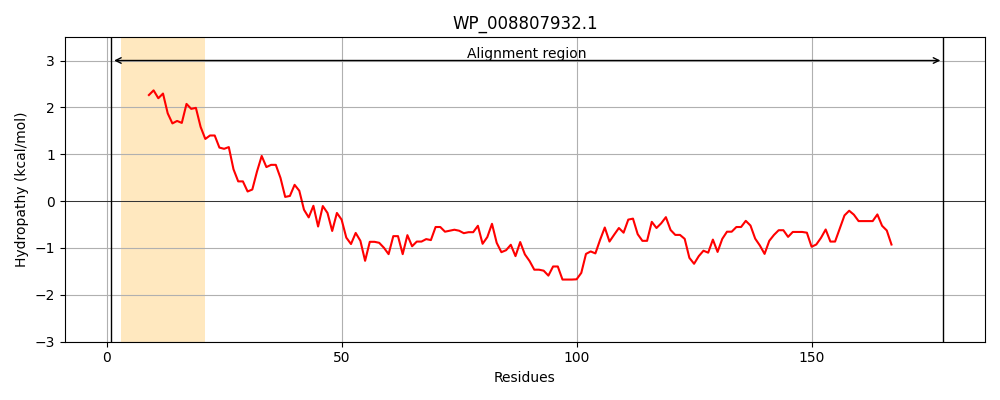 WP_008807932.1
Alignment region
3
2
1
0
−1
−2
−3
Hydropathy (kcal/mol)
0 50 100 150
Residues